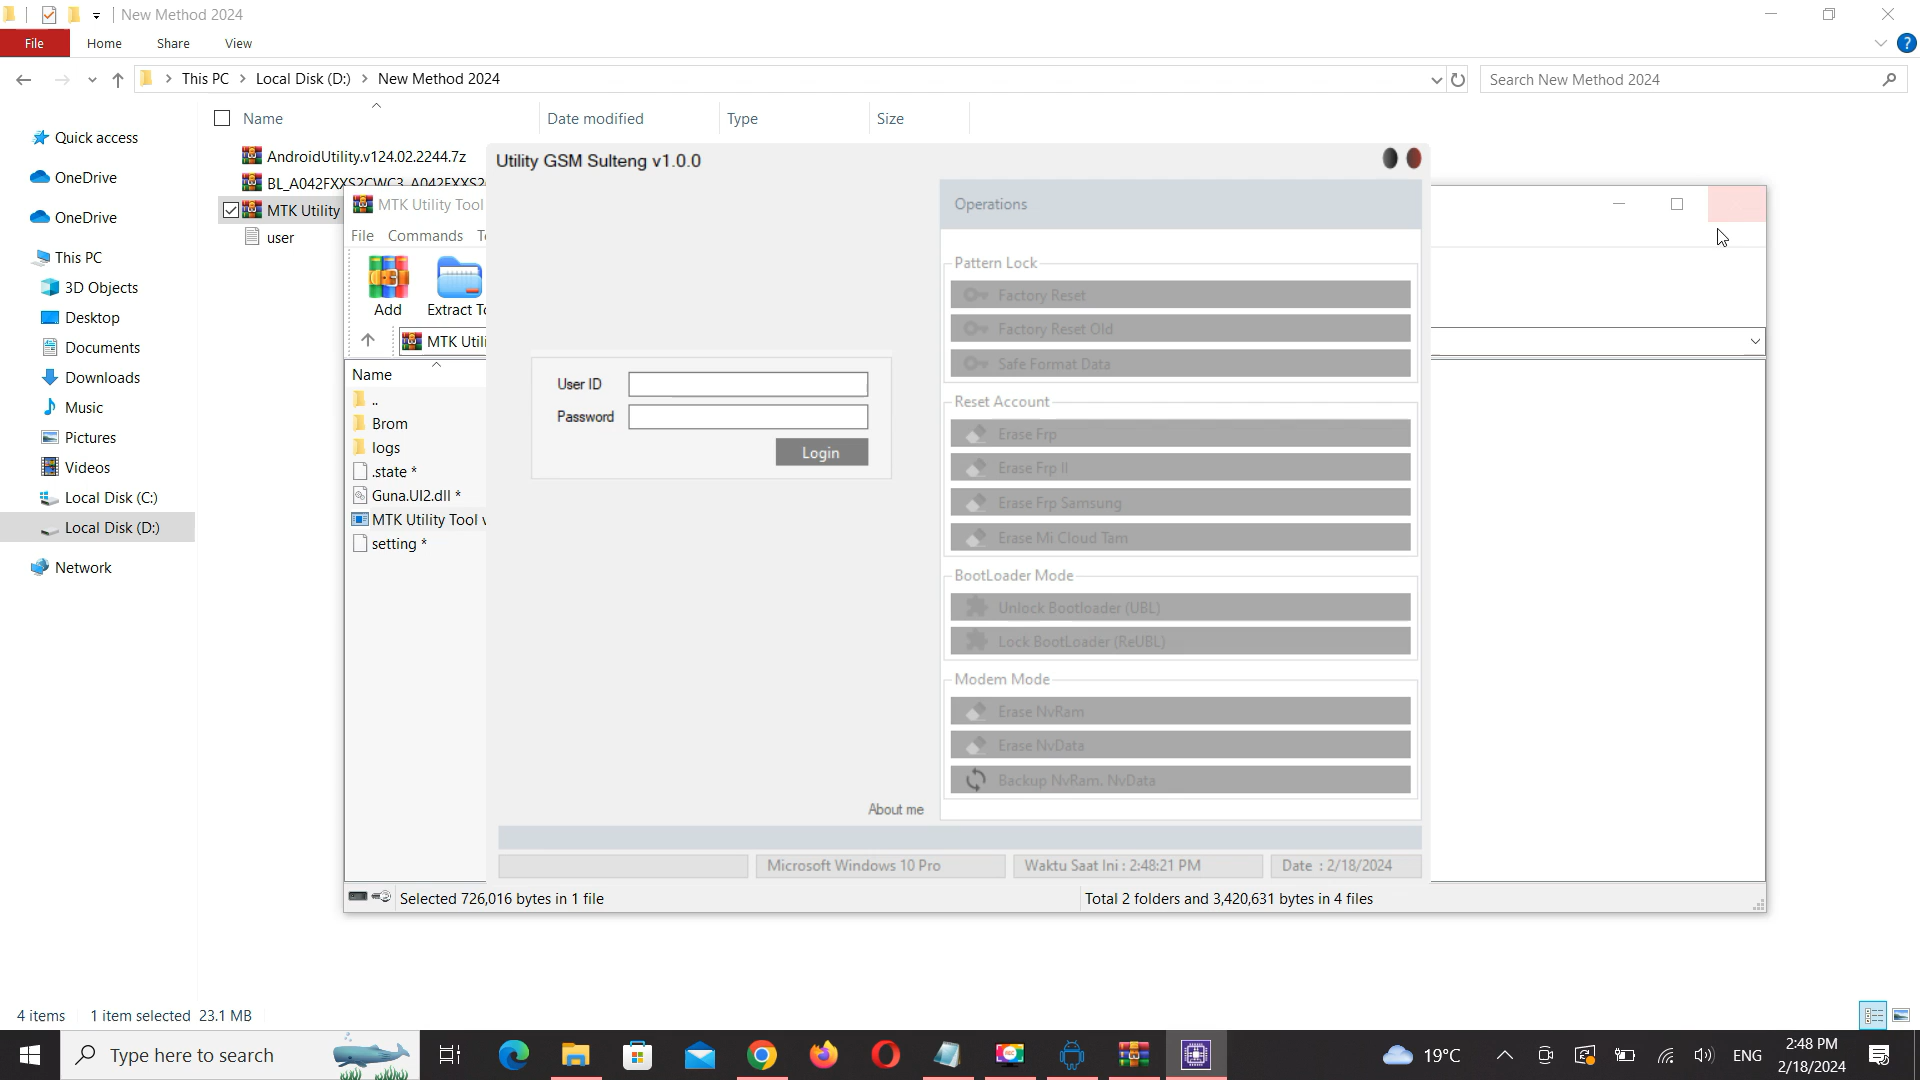 New Method 2024
File
Home
Share
View
?
This PC
Local Disk (D:)
New Method 2024
Search New Method 2024
Name
Date modified
Type
Size
Quick access
OneDrive
OneDrive
This PC
3D Objects
Desktop
Documents
Downloads
Music
Pictures
Videos
Local Disk (C:)
Local Disk (D:)
Network
AndroidUtility.v124.02.2244.7z
BL_A042FXXS2CWC3_A042FXXS2
MTK Utility
user
MTK Utility Tool
File
Commands
Add
Extract To
MTK Utili
Name
..
Brom
logs
.state *
Guna.UI2.dll *
MTK Utility Tool v
setting *
Selected 726,016 bytes in 1 file
Total 2 folders and 3,420,631 bytes in 4 files
Utility GSM Sulteng v1.0.0
User ID
Password
Login
About me
Operations
Pattern Lock
Factory Reset
Factory Reset Old
Safe Format Data
Reset Account
Erase Frp
Erase Frp II
Erase Frp Samsung
Erase Mi Cloud Tam
BootLoader Mode
Unlock Bootloader (UBL)
Lock BootLoader (ReUBL)
Modem Mode
Erase NvRam
Erase NvData
Backup NvRam. NvData
Microsoft Windows 10 Pro
Waktu Saat Ini : 2:48:21 PM
Date : 2/18/2024
4 items
1 item selected 23.1 MB
Type here to search
19°C
ENG
2:48 PM
2/18/2024